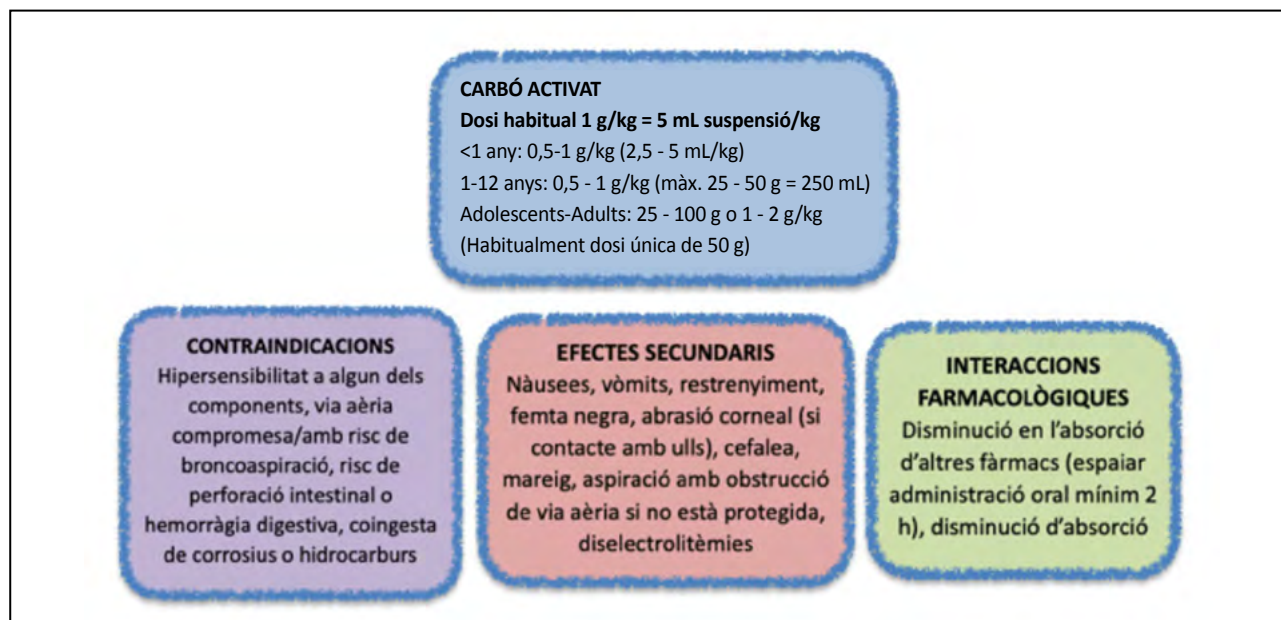 CARBÓ ACTIVAT
Dosi habitual 1 g/kg = 5 mL suspensió/kg
<1 any: 0,5-1 g/kg (2,5 - 5 mL/kg)
1-12 anys: 0,5 - 1 g/kg (màx. 25 - 50 g = 250 mL)
Adolescents-Adults: 25 - 100 g o 1 - 2 g/kg
(Habitualment dosi única de 50 g)
CONTRAINDICACIONS
Hipersensibilitat a algun dels
components, via aèria
compromesa/amb risc de
broncoaspiració, risc de
perforació intestinal o
hemorràgia digestiva, coingesta
de corrosius o hidrocarburs
EFECTES SECUNDARIS
Nàusees, vòmits, restrenyiment,
femta negra, abrasió corneal (si
contacte amb ulls), cefalea,
mareig, aspiració amb obstrucció
de via aèria si no està protegida,
diselectrolitèmies
INTERACCIONS
FARMACOLÒGIQUES
Disminució en l'absorció
d'altres fàrmacs (espaiar
administració oral mínim 2
h), disminució d'absorció